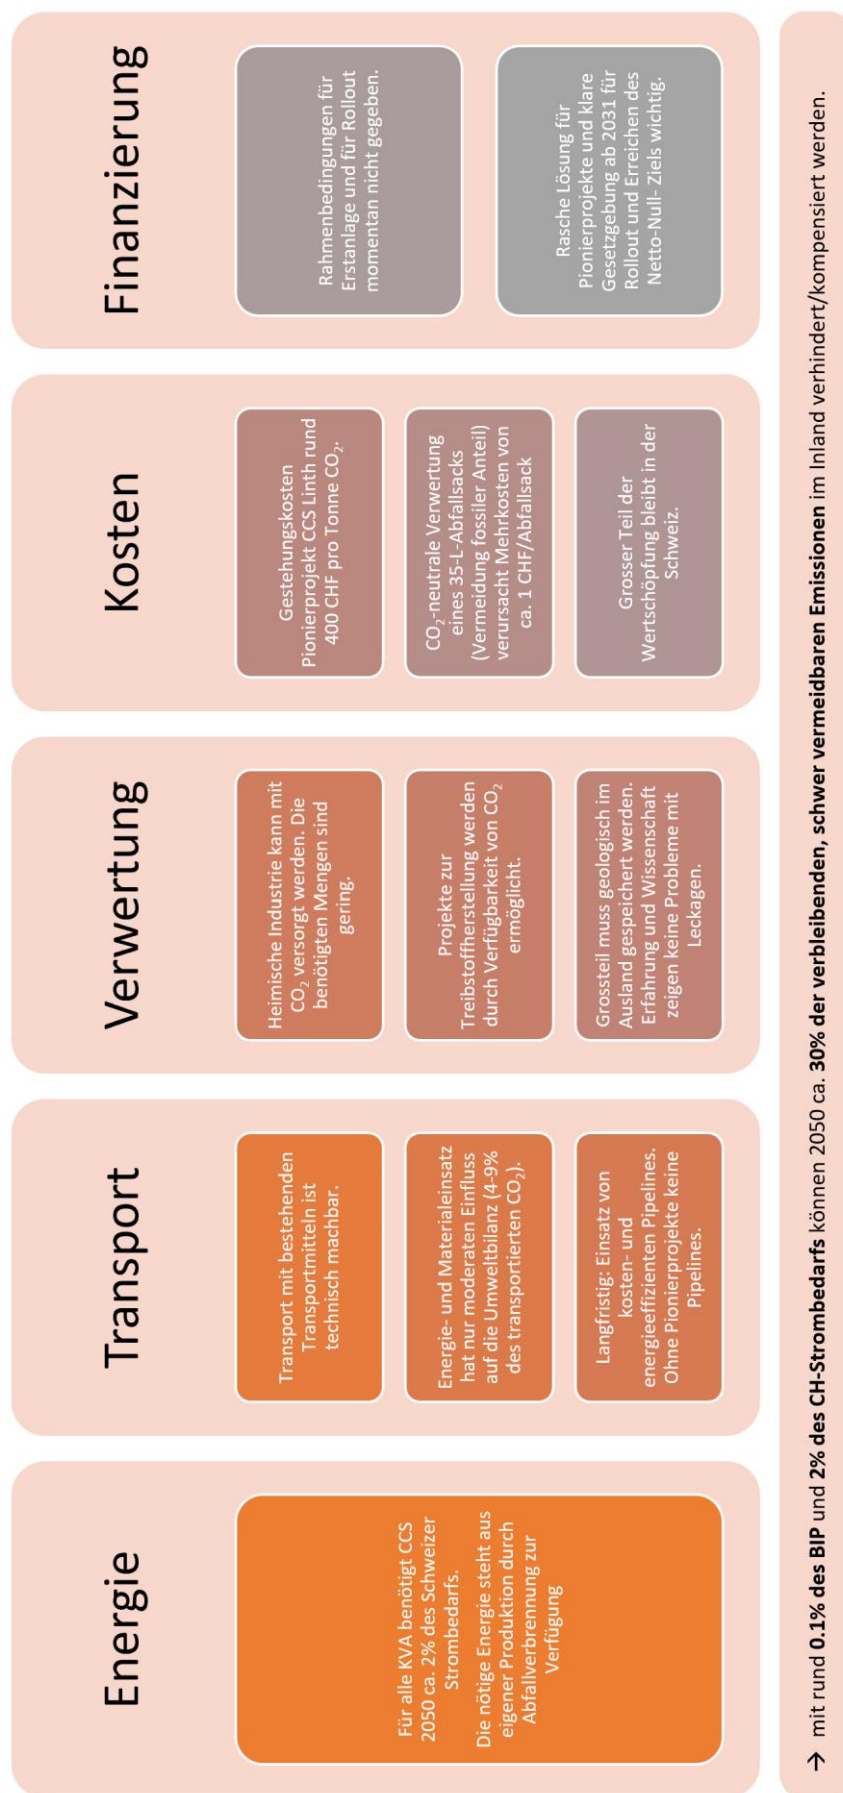 Energie
Für alle KVA benötigt CCS
2050 ca. 2% des Schweizer
Strombedarfs.
Die nötige Energie steht aus
eigener Produktion durch
Abfallverbrennung zur
Verfügung
Transport
Transport mit bestehenden
Transportmitteln ist
technisch machbar.
Energie- und Materialeinsatz
hat nur moderaten Einfluss
auf die Umweltbilanz (4-9%
des transportierten CO₂).
Langfristig: Einsatz von
kosten- und
energieeffizienten Pipelines.
Ohne Pionierprojekte keine
Pipelines.
Verwertung
Heimische Industrie kann mit
CO₂ versorgt werden. Die
benötigten Mengen sind
gering.
Projekte zur
Treibstoffherstellung werden
durch Verfügbarkeit von CO₂
ermöglicht.
Grossteil muss geologisch im
Ausland gespeichert werden.
Erfahrung und Wissenschaft
zeigen keine Probleme mit
Leckagen.
Kosten
Gestehungskosten
Pionierprojekt CCS Linth rund
400 CHF pro Tonne CO₂.
CO₂-neutrale Verwertung
eines 35-L-Abfallsacks
(Vermeidung fossiler Anteil)
verursacht Mehrkosten von
ca. 1 CHF/Abfallsack
Grosser Teil der
Wertschöpfung bleibt in der
Schweiz.
Finanzierung
Rahmenbedingungen für
Erstanlage und für Rollout
momentan nicht gegeben.
Rasche Lösung für
Pionierprojekte und klare
Gesetzgebung ab 2031 für
Rollout und Erreichen des
Netto-Null- Ziels wichtig.
→ mit rund 0.1% des BIP und 2% des CH-Strombedarfs können 2050 ca. 30% der verbleibenden, schwer vermeidbaren Emissionen im Inland verhindert/kompensiert werden.